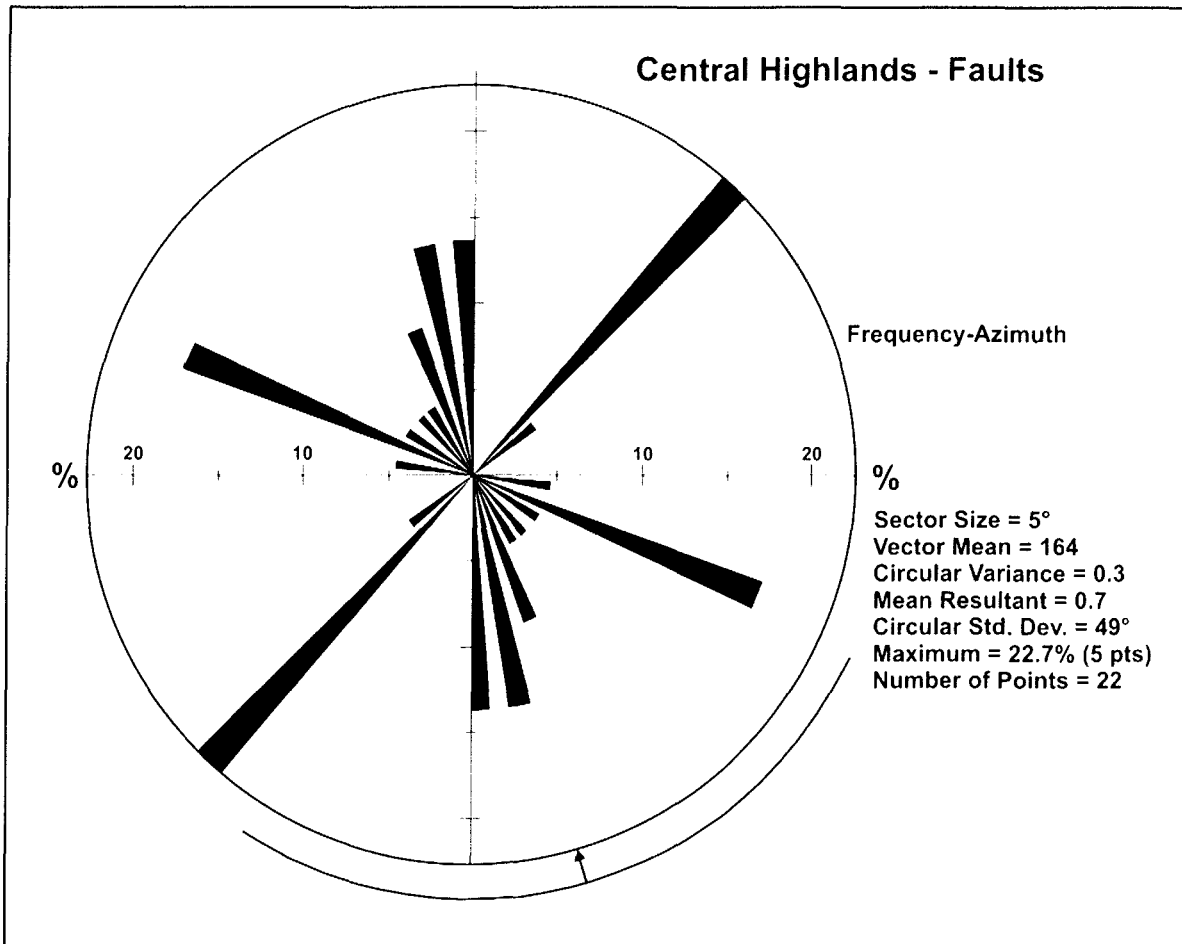 Central Highlands - Faults
Frequency-Azimuth
% 20 10 10 20 %
Sector Size = 5°
Vector Mean = 164
Circular Variance = 0.3
Mean Resultant = 0.7
Circular Std. Dev. = 49°
Maximum = 22.7% (5 pts)
Number of Points = 22